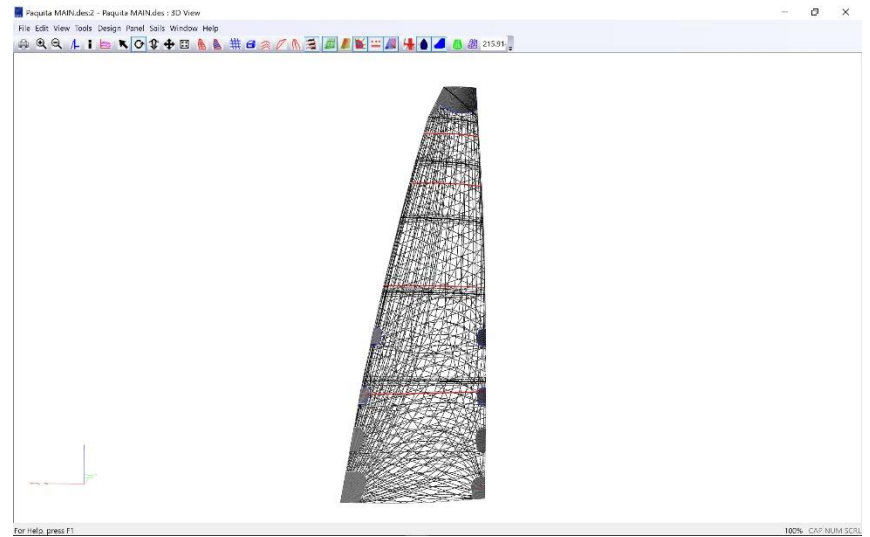 Paquita MAIN.des:2 - Paquita MAIN.des : 3D View
File Edit View Tools Design Panel Sails Window Help
215.91
For Help, press F1
100% CAP NUM SCRL